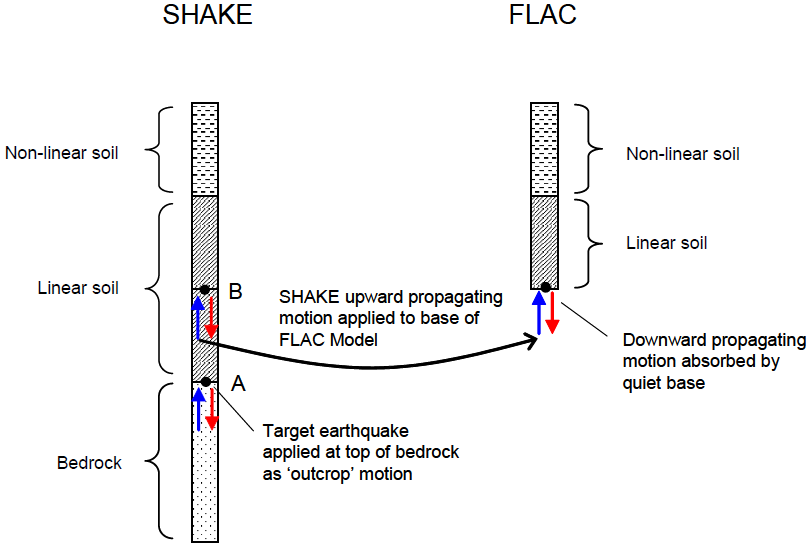 SHAKE
FLAC
Non-linear soil
Non-linear soil
Linear soil
Linear soil
B
SHAKE upward propagating
motion applied to base of
FLAC Model
Downward propagating
motion absorbed by
quiet base
A
Target earthquake
applied at top of bedrock
as ‘outcrop’ motion
Bedrock